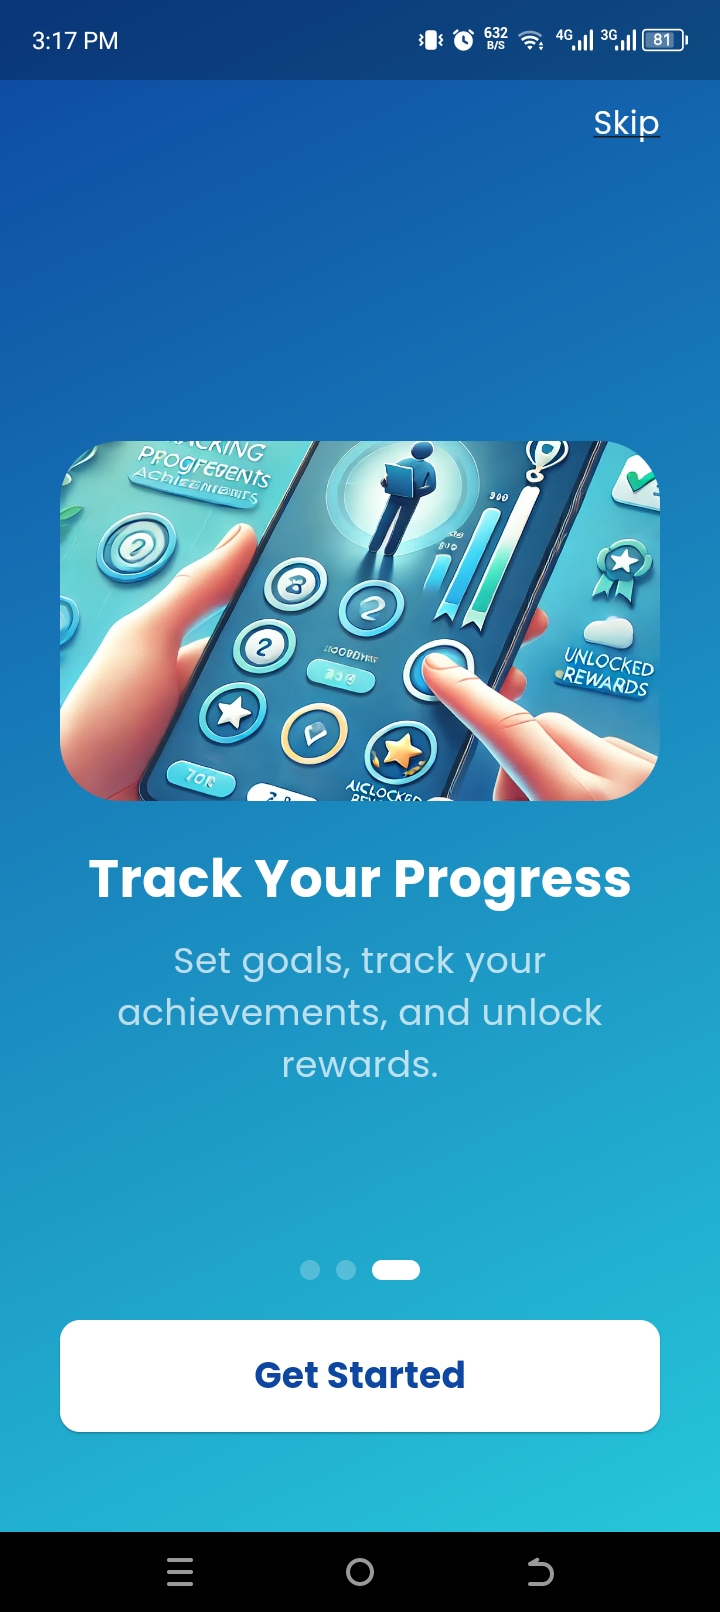 3:17 PM
632
B/S
4G
3G
81
Skip
PROGREENTS
UNLOCKED
REWARDS
Track Your Progress
Set goals, track your
achievements, and unlock
rewards.
Get Started